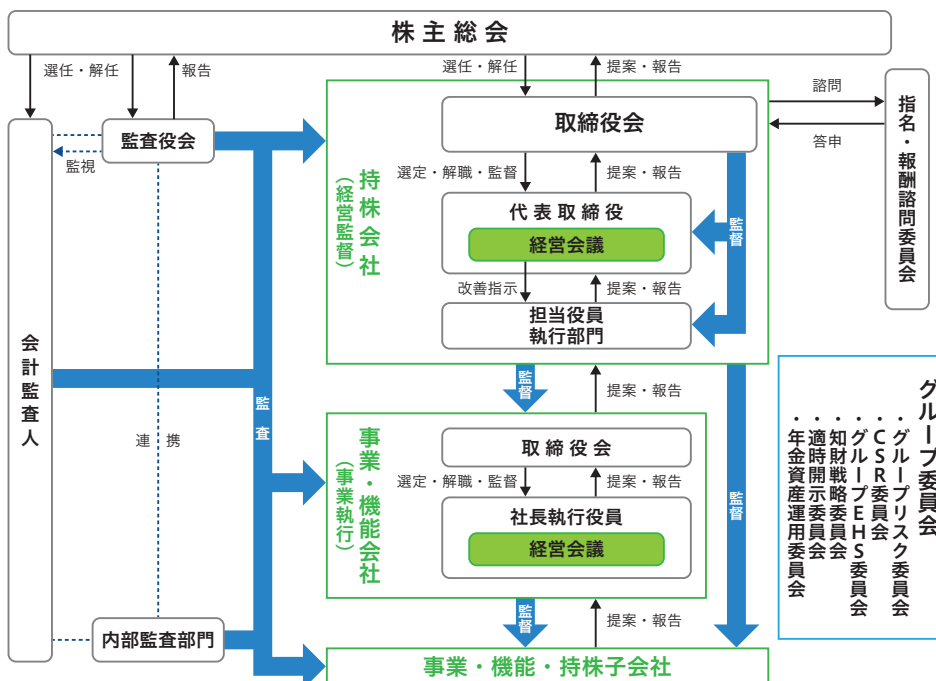 株主総会
選任・解任
報告
選任・解任
提案・報告
監査役会
監視
取締役会
諮問
答申
指名・報酬諮問委員会
持株会社
（経営監督）
選定・解職・監督
提案・報告
代表取締役
経営会議
監督
改善指示
提案・報告
担当役員
執行部門
会計監査人
監査
連携
監督
提案・報告
事業・機能会社
（事業執行）
取締役会
選定・解職・監督
提案・報告
社長執行役員
経営会議
監督
グループ委員会
・グループリスク委員会
・CSR委員会
・グループEHS委員会
・知財戦略委員会
・適時開示委員会
・年金資産運用委員会
内部監査部門
監督
提案・報告
事業・機能・持株子会社